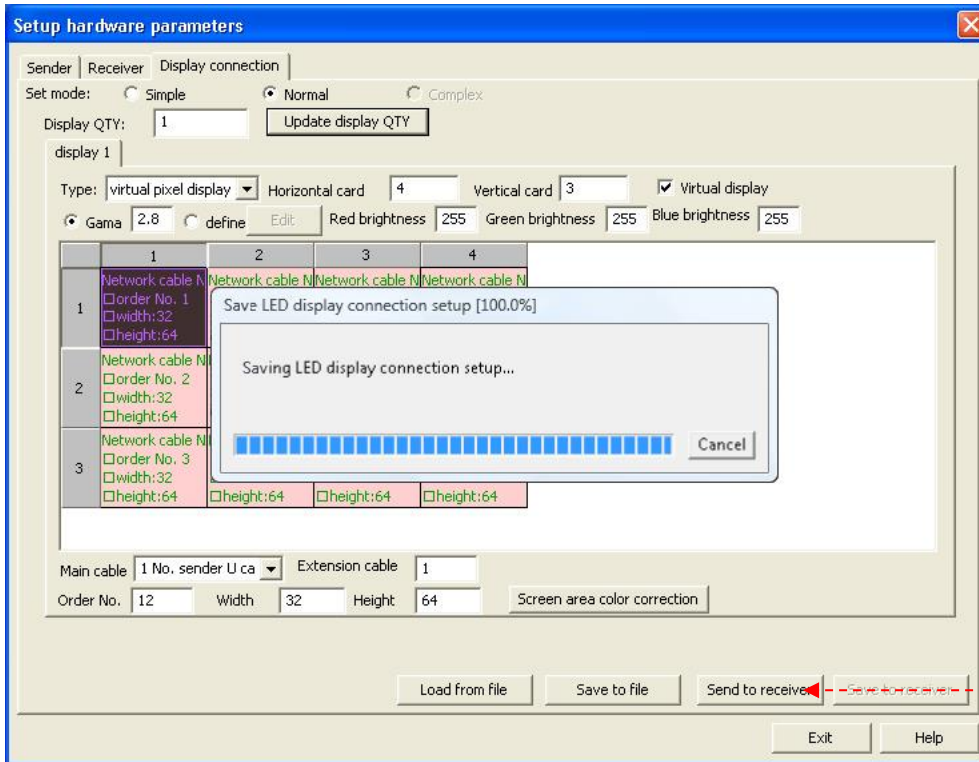 Setup hardware parameters
Sender Receiver Display connection
Set mode: Simple Normal Complex
Display QTY: 1 Update display QTY
display 1
Type: virtual pixel display Horizontal card 4 Vertical card 3 Virtual display
Gama 2.8 define Edit Red brightness 255 Green brightness 255 Blue brightness 255
1 2 3 4
Network cable N Network cable N Network cable N Network cable N
1
□order No. 1
□width:32
□height:64
Save LED display connection setup [100.0%]
Saving LED display connection setup...
Cancel
Network cable N
2
□order No. 2
□width:32
□height:64
Network cable N
3
□order No. 3
□width:32
□height:64 □height:64 □height:64 □height:64
Main cable 1 No. sender U ca Extension cable 1
Order No. 12 Width 32 Height 64 Screen area color correction
Load from file Save to file Send to receiver Save to receiver
Exit Help